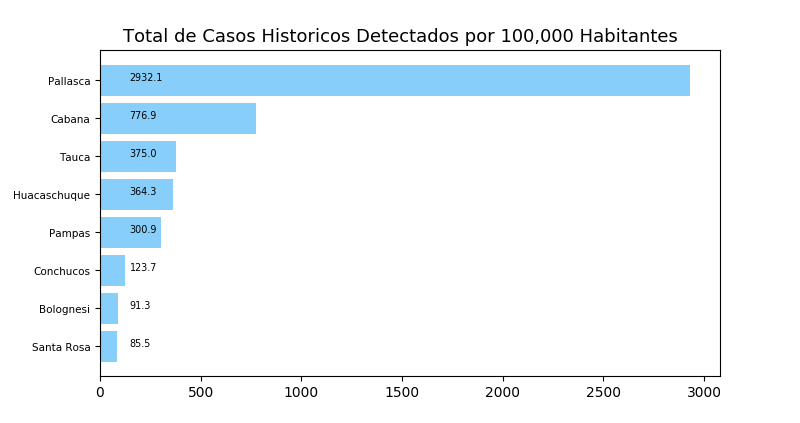 Total de Casos Historicos Detectados por 100,000 Habitantes
Pallasca 2932.1
Cabana 776.9
Tauca 375.0
Huacaschuque 364.3
Pampas 300.9
Conchucos 123.7
Bolognesi 91.3
Santa Rosa 85.5
0 500 1000 1500 2000 2500 3000